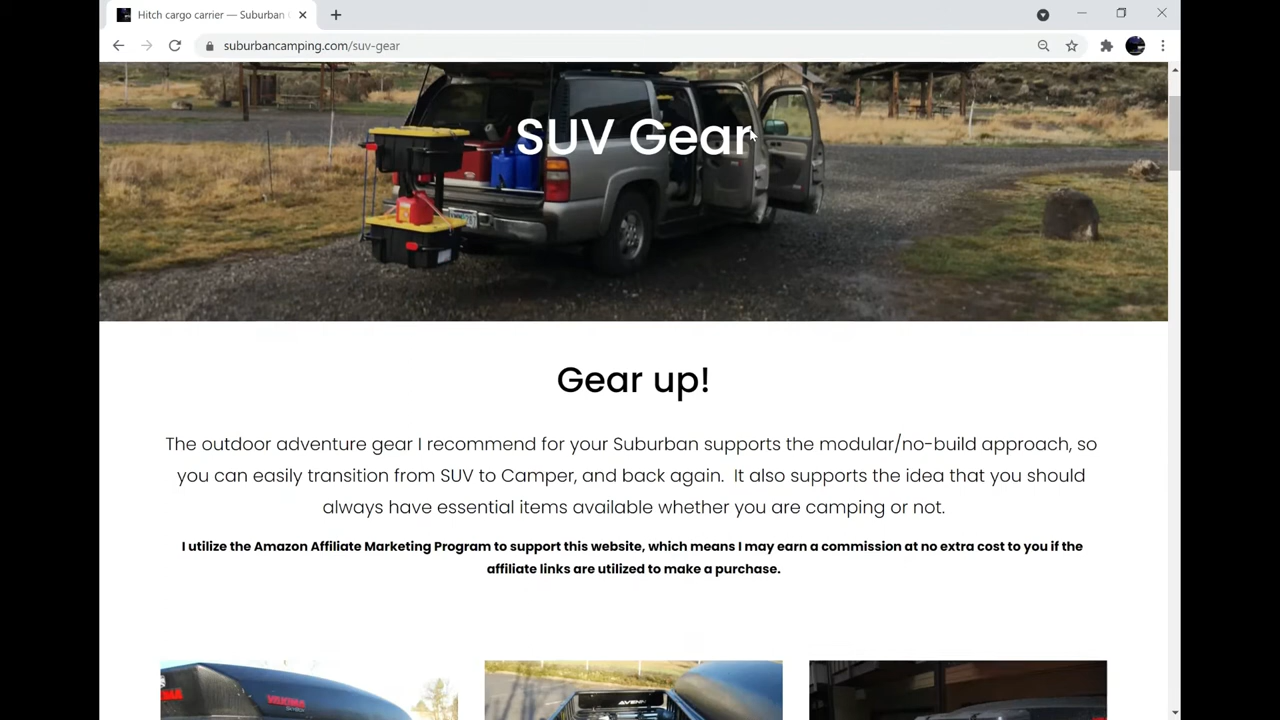 Hitch cargo carrier — Suburban
suburbancamping.com/suv-gear
SUV Gear
Gear up!
The outdoor adventure gear I recommend for your Suburban supports the modular/no-build approach, so
you can easily transition from SUV to Camper, and back again. It also supports the idea that you should
always have essential items available whether you are camping or not.
I utilize the Amazon Affiliate Marketing Program to support this website, which means I may earn a commission at no extra cost to you if the
affiliate links are utilized to make a purchase.
YAKIMA